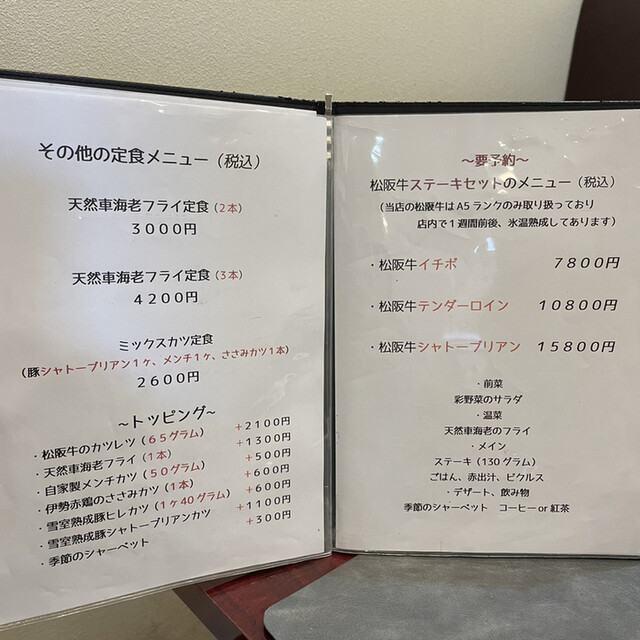 その他の定食メニュー（税込）
天然車海老フライ定食（2本）
3000円
天然車海老フライ定食（3本）
4200円
ミックスカツ定食
（豚シャトーブリアン1ヶ、メンチ1ヶ、ささみカツ1本）
2600円
～トッピング～
・松阪牛のカツレツ（65グラム） +2100円
・天然車海老フライ（1本） +1300円
・自家製メンチカツ（50グラム） +500円
・伊勢赤鶏のささみカツ（1本） +600円
・雪室熟成豚ヒレカツ（1ヶ40グラム） +600円
・雪室熟成豚シャトーブリアンカツ +1100円
・季節のシャーベット +300円
～要予約～
松阪牛ステーキセットのメニュー（税込）
（当店の松阪牛はA5ランクのみ取り扱っており
店内で1週間前後、氷温熟成してあります）
・松阪牛イチボ 7800円
・松阪牛テンダーロイン 10800円
・松阪牛シャトーブリアン 15800円
・前菜
彩野菜のサラダ
・温菜
天然車海老のフライ
・メイン
ステーキ（130グラム）
ごはん、赤出汁、ピクルス
・デザート、飲み物
季節のシャーベット コーヒーor紅茶